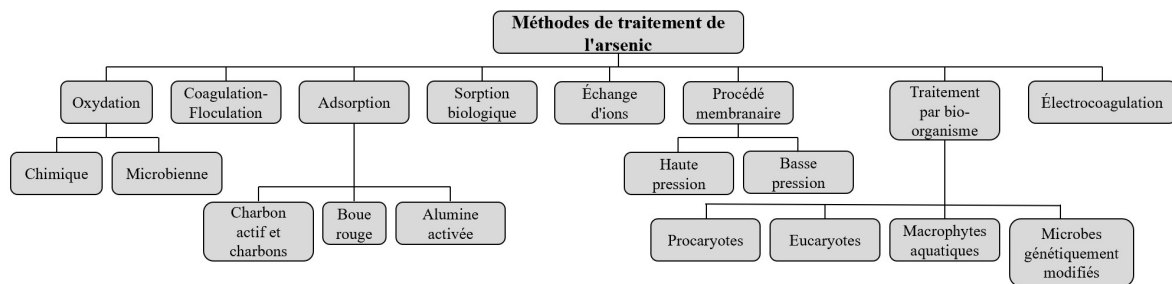 Méthodes de traitement de
l'arsenic
Oxydation
Coagulation-
Floculation
Adsorption
Sorption
biologique
Échange
d'ions
Procédé
membranaire
Traitement
par bio-
organisme
Électrocoagulation
Chimique
Microbienne
Haute
pression
Basse
pression
Charbon
actif et
charbons
Boue
rouge
Alumine
activée
Procaryotes
Eucaryotes
Macrophytes
aquatiques
Microbes
génétiquement
modifiés